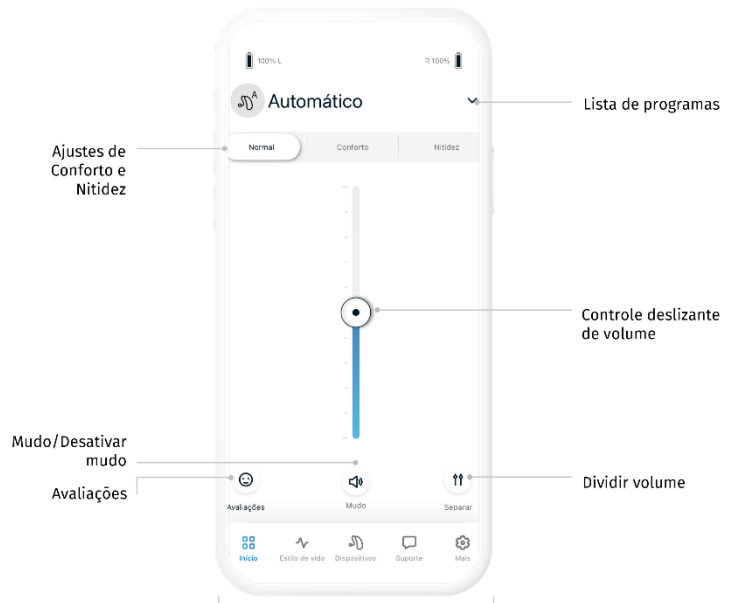 100% L
R 100%
A
Automático
Lista de programas
Normal
Conforto
Nitidez
Ajustes de
Conforto e
Nitidez
Controle deslizante
de volume
Mudo/Desativar
mudo
Avaliações
Dividir volume
Avaliações
Mudo
Separar
Início
Estilo de vida
Dispositivos
Suporte
Mais